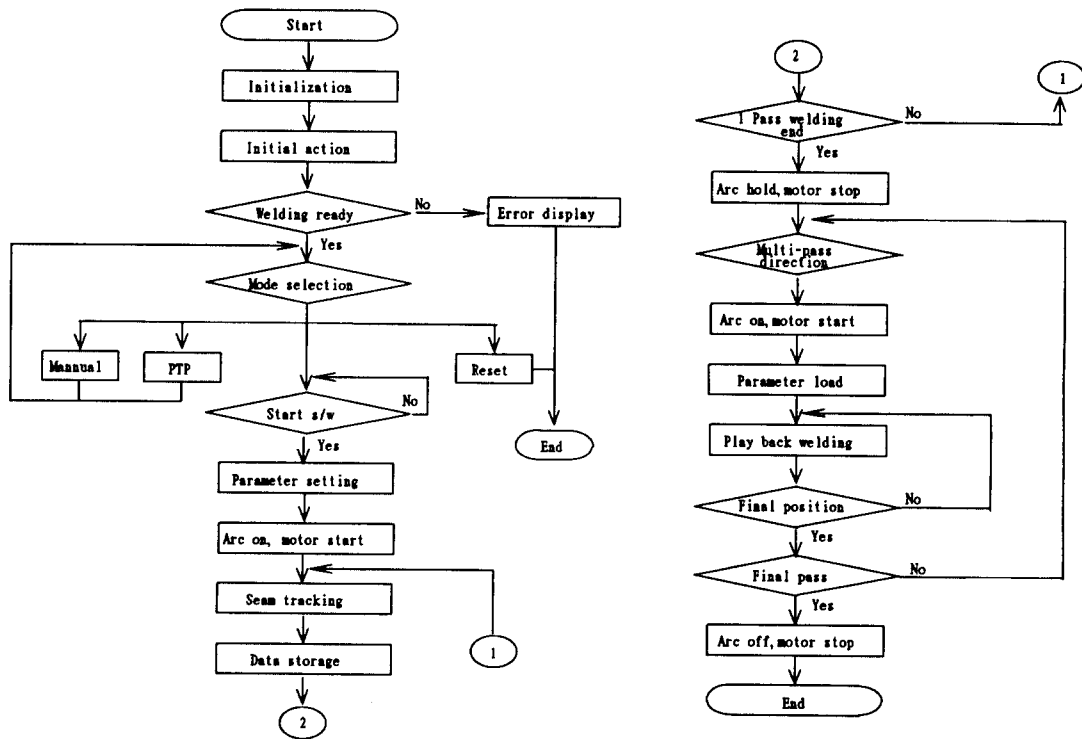 Start
Initialization
Initial action
Welding ready
No
Error display
Yes
Mode selection
Mannual
PTP
Reset
No
Start s/w
Yes
End
Parameter setting
Arc on, motor start
Seam tracking
Data storage
1
2
2
1
1 Pass welding
end
No
Yes
Arc hold,motor stop
Multi-pass
direction
Arc on,motor start
Parameter load
Play back welding
Final position
No
Yes
Final pass
No
Yes
Arc off,motor stop
End